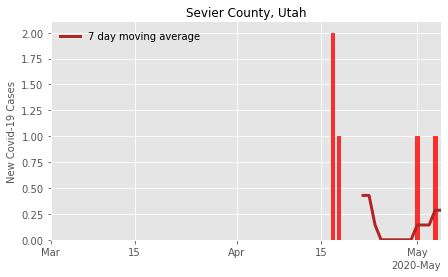 Sevier County, Utah
7 day moving average
New Covid-19 Cases
2.00
1.75
1.50
1.25
1.00
0.75
0.50
0.25
0.00
Mar 15 Apr 15 May
2020-May